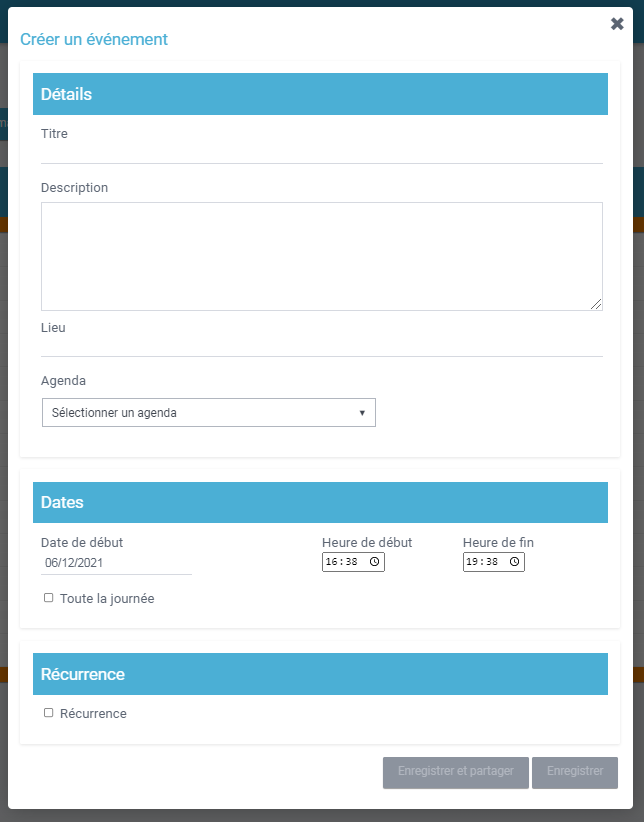 Créer un événement
Détails
Titre
Description
Lieu
Agenda
Sélectionner un agenda
Dates
Date de début
Heure de début
Heure de fin
06/12/2021
16:38
19:38
Toute la journée
Récurrence
Récurrence
Enregistrer et partager
Enregistrer